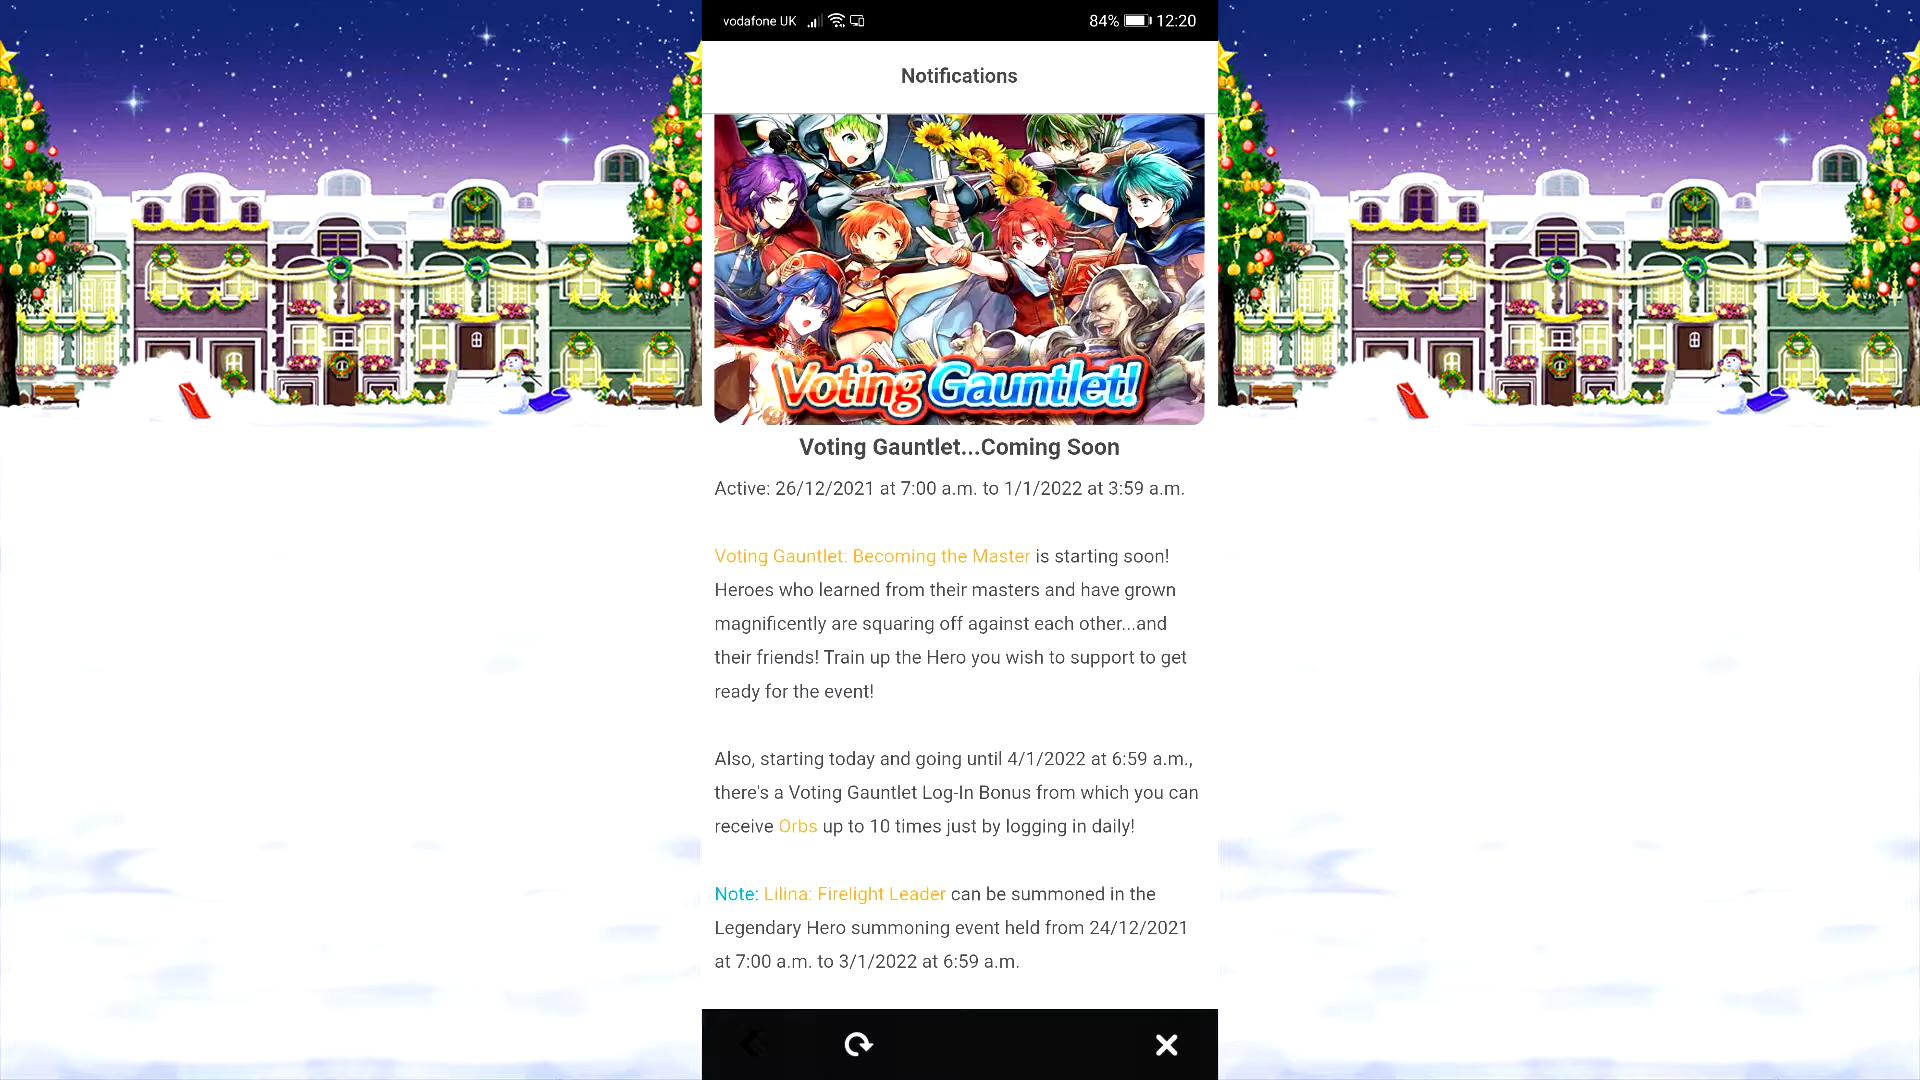 vodafone UK
84% 12:20
Notifications
Voting Gauntlet!
Voting Gauntlet...Coming Soon
Active: 26/12/2021 at 7:00 a.m. to 1/1/2022 at 3:59 a.m.
Voting Gauntlet: Becoming the Master is starting soon!
Heroes who learned from their masters and have grown
magnificently are squaring off against each other...and
their friends! Train up the Hero you wish to support to get
ready for the event!
Also, starting today and going until 4/1/2022 at 6:59 a.m.,
there's a Voting Gauntlet Log-In Bonus from which you can
receive Orbs up to 10 times just by logging in daily!
Note: Lilina: Firelight Leader can be summoned in the
Legendary Hero summoning event held from 24/12/2021
at 7:00 a.m. to 3/1/2022 at 6:59 a.m.